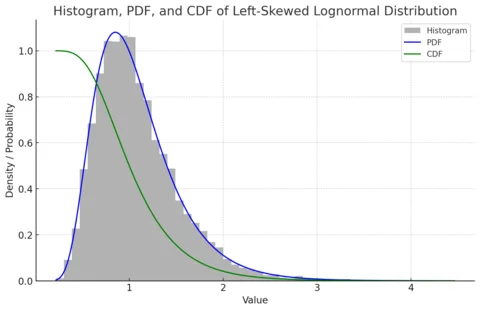 Histogram, PDF, and CDF of Left-Skewed Lognormal Distribution
Histogram
PDF
CDF
Density / Probability
1.0
0.8
0.6
0.4
0.2
0.0
1
2
3
4
Value